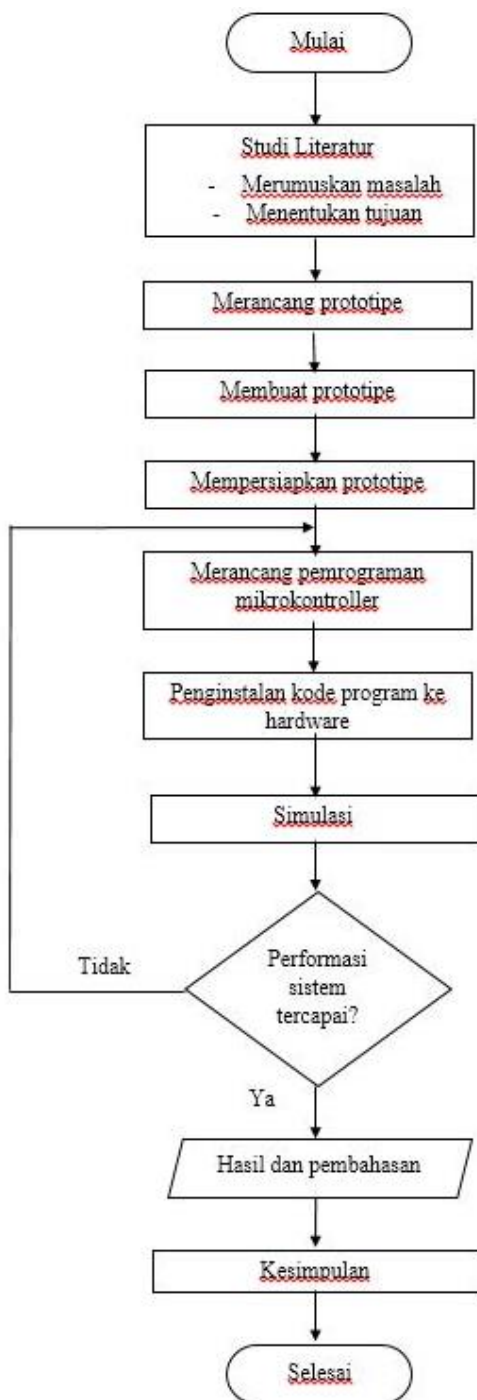 Mulai
Studi Literatur
- Merumuskan masalah
- Menentukan tujuan
Merancang prototipe
Membuat prototipe
Mempersiapkan prototipe
Merancang pemrograman
mikrokontroller
Penginstalan kode program ke
hardware
Simulasi
Performasi
sistem
tercapai?
Tidak
Ya
Hasil dan pembahasan
Kesimpulan
Selesai